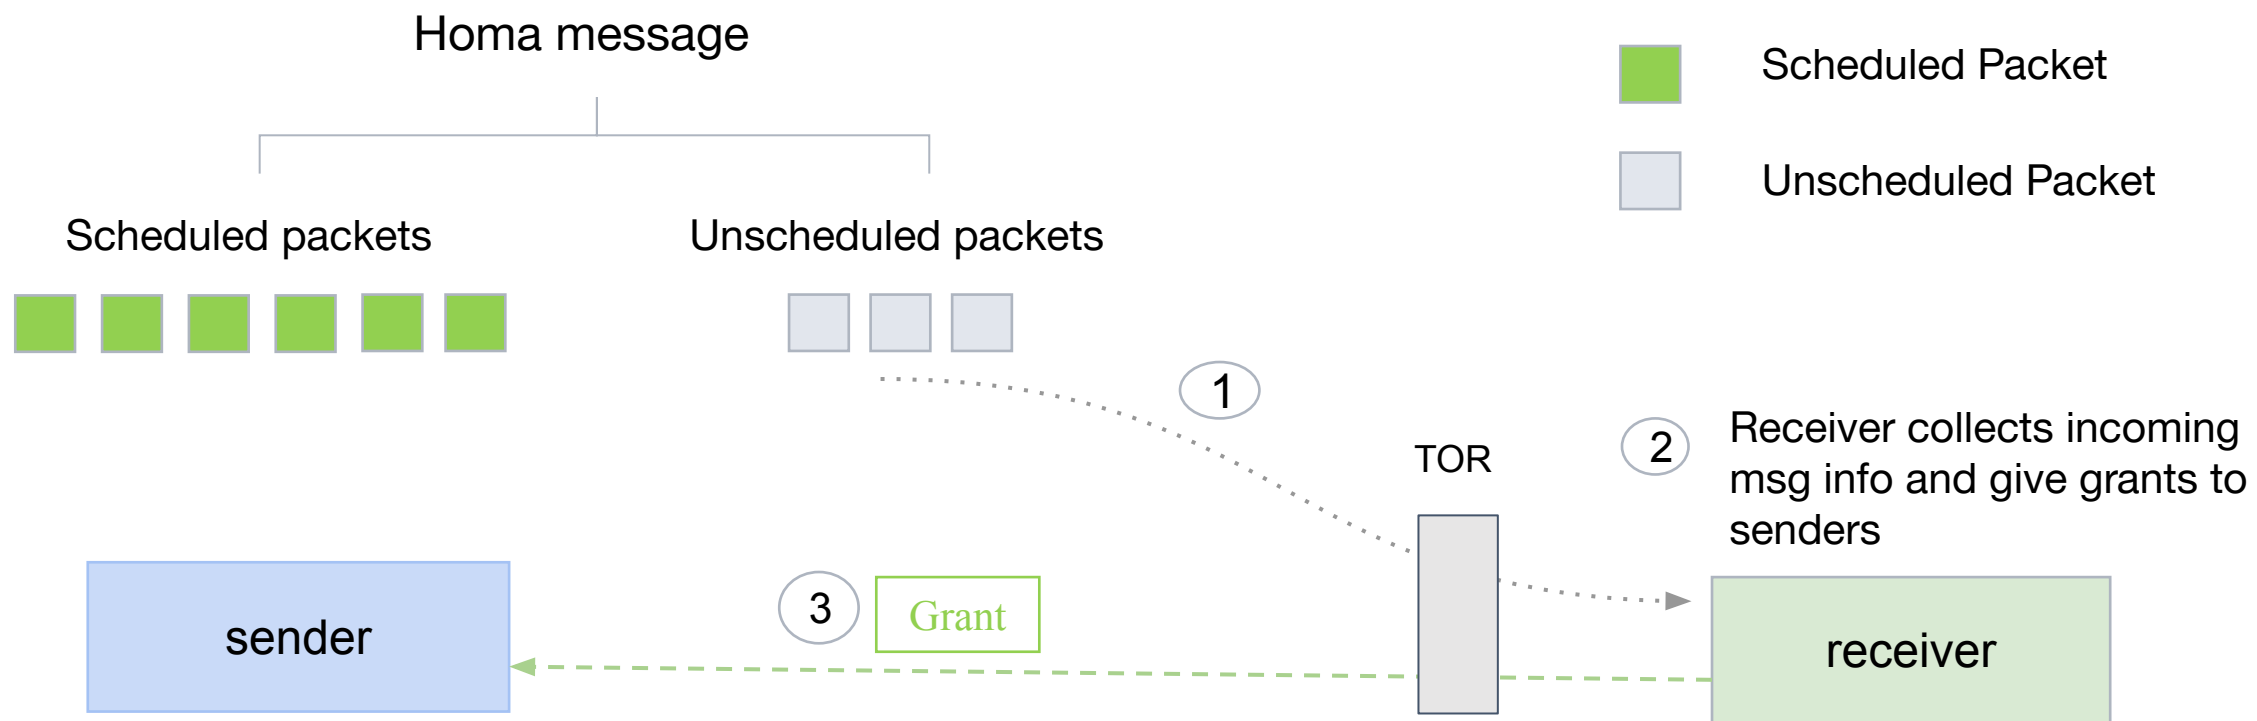 Homa message
Scheduled Packet
Unscheduled Packet
Scheduled packets
Unscheduled packets
1
2
Receiver collects incoming
msg info and give grants to
senders
TOR
3
Grant
sender
receiver